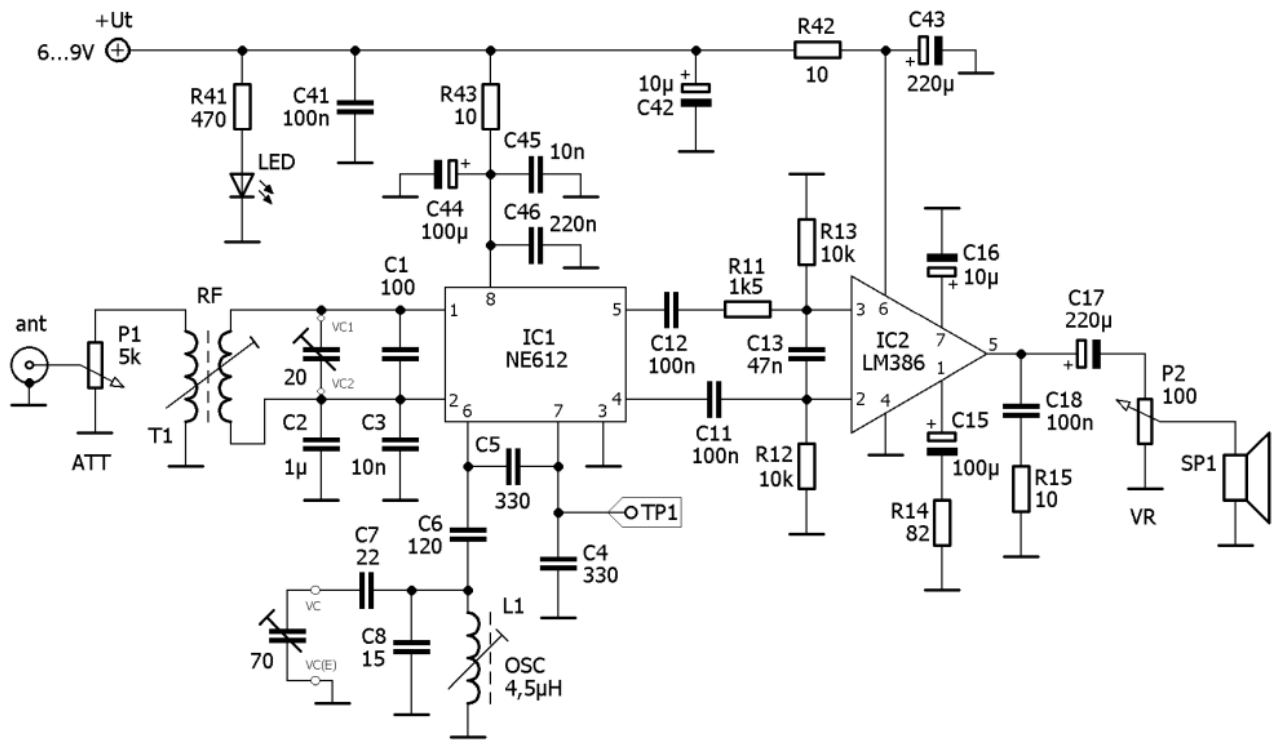 +Ut
6...9V
R41
470
LED
C41
100n
R43
10
C45
10n
C44
100µ
+
C46
220n
10µ
+
C42
R42
10
C43
+
220µ
R13
10k
C16
10µ
+
ant
P1
5k
ATT
RF
T1
VC1
20
VC2
C1
100
C2
1µ
C3
10n
1
2
8
5
4
6
7
3
IC1
NE612
C12
100n
R11
1k5
C13
47n
C11
100n
R12
10k
3
6
2
4
7
1
5
IC2
LM386
C15
+
100µ
R14
82
C17
220µ
+
C18
100n
R15
10
P2
100
VR
SP1
C5
330
TP1
C4
330
C6
120
C7
22
VC
70
VC(E)
C8
15
L1
OSC
4,5µH